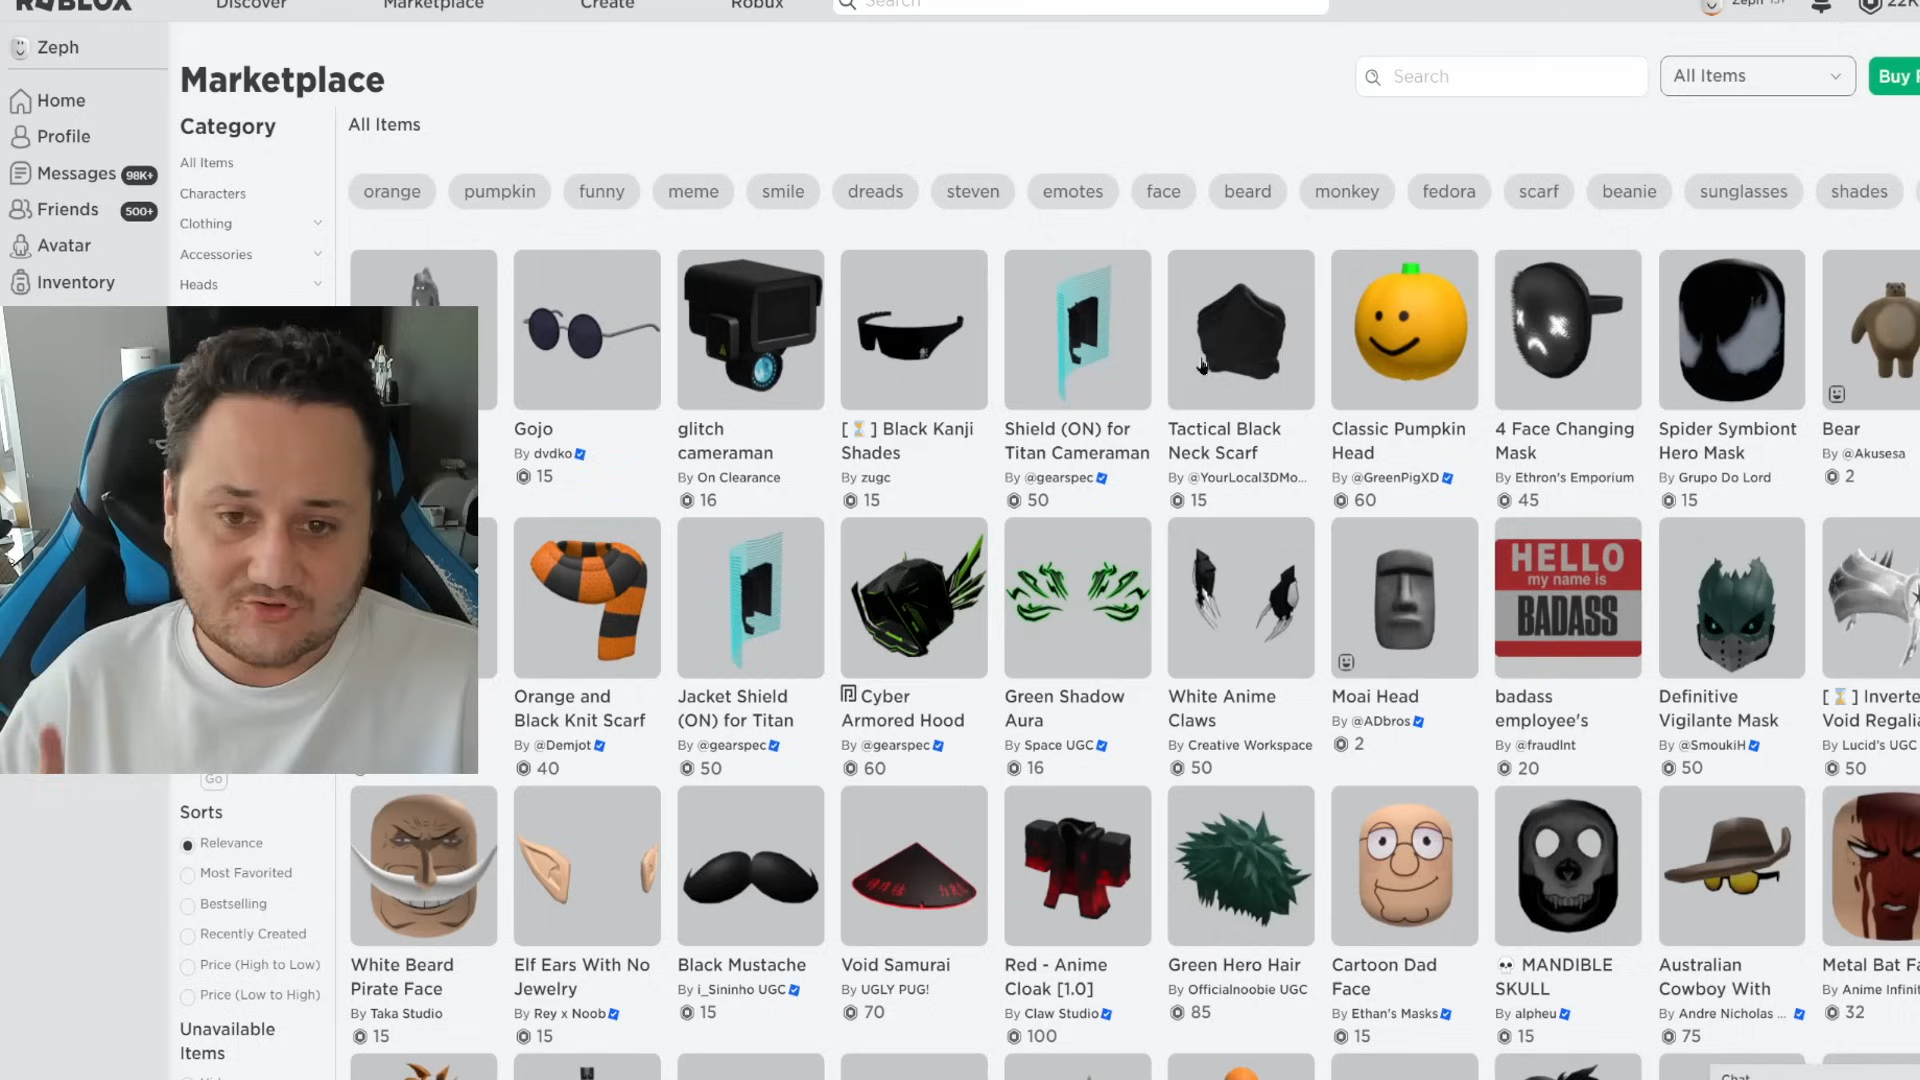 ROBLOX
Discover
Marketplace
Create
Robux
Search
Zeph
Zeph
Home
Profile
Messages 98K+
Friends 500+
Avatar
Inventory
Marketplace
Search
All Items
Buy
Category
All Items
Characters
Clothing
Accessories
Heads
All Items
orange
pumpkin
funny
meme
smile
dreads
steven
emotes
face
beard
monkey
fedora
scarf
beanie
sunglasses
shades
Gojo
By dvdko
15
glitch
cameraman
By On Clearance
16
[⏳] Black Kanji
Shades
By zugc
15
Shield (ON) for
Titan Cameraman
By @gearspec
50
Tactical Black
Neck Scarf
By @YourLocal3DMo...
15
Classic Pumpkin
Head
By @GreenPigXD
60
4 Face Changing
Mask
By Ethron's Emporium
45
Spider Symbiont
Hero Mask
By Grupo Do Lord
15
Bear
By @Akusesa
2
Orange and
Black Knit Scarf
By @Demjot
40
Jacket Shield
(ON) for Titan
By @gearspec
50
Cyber
Armored Hood
By @gearspec
60
Green Shadow
Aura
By Space UGC
16
White Anime
Claws
By Creative Workspace
50
Moai Head
By @ADbros
2
HELLO
my name is
BADASS
badass
employee's
By @fraudInt
20
Definitive
Vigilante Mask
By @SmoukiH
50
[⏳] Inverte
Void Regalia
By Lucid's UGC
50
Go
Sorts
Relevance
Most Favorited
Bestselling
Recently Created
Price (High to Low)
Price (Low to High)
Unavailable
Items
White Beard
Pirate Face
By Taka Studio
15
Elf Ears With No
Jewelry
By Rey x Noob
15
Black Mustache
By i_Sininho UGC
15
Void Samurai
By UGLY PUG!
70
Red - Anime
Cloak [1.0]
By Claw Studio
100
Green Hero Hair
By Officialnoobie UGC
85
Cartoon Dad
Face
By Ethan's Masks
15
💀 MANDIBLE
SKULL
By alpheu
15
Australian
Cowboy With
By Andre Nicholas ...
75
Metal Bat Fa
By Anime Infinit
32